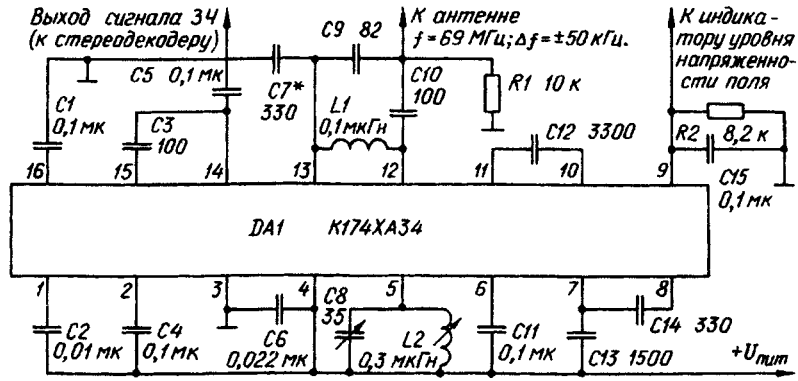 Выход сигнала ЗЧ
(к стереодекодеру)
К антенне
f = 69 МГц; Δf = ±50 кГц.
К индика-
тору уровня
напряженно-
сти поля
C9 82
C5 0,1 мк
C7*
330
C10
100
R1 10 к
C1
0,1 мк
C3
100
L1
0,1 мкГн
C12 3300
R2 8,2 к
C15
0,1 мк
16 15 14 13 12 11 10 9
DA1 К174ХА34
1 2 3 4 5 6 7 8
C2
0,01 мк
C4
0,1 мк
C6
0,022 мк
C8
35
L2
0,3 мкГн
C11
0,1 мк
C14 330
C13 1500
+Uпит